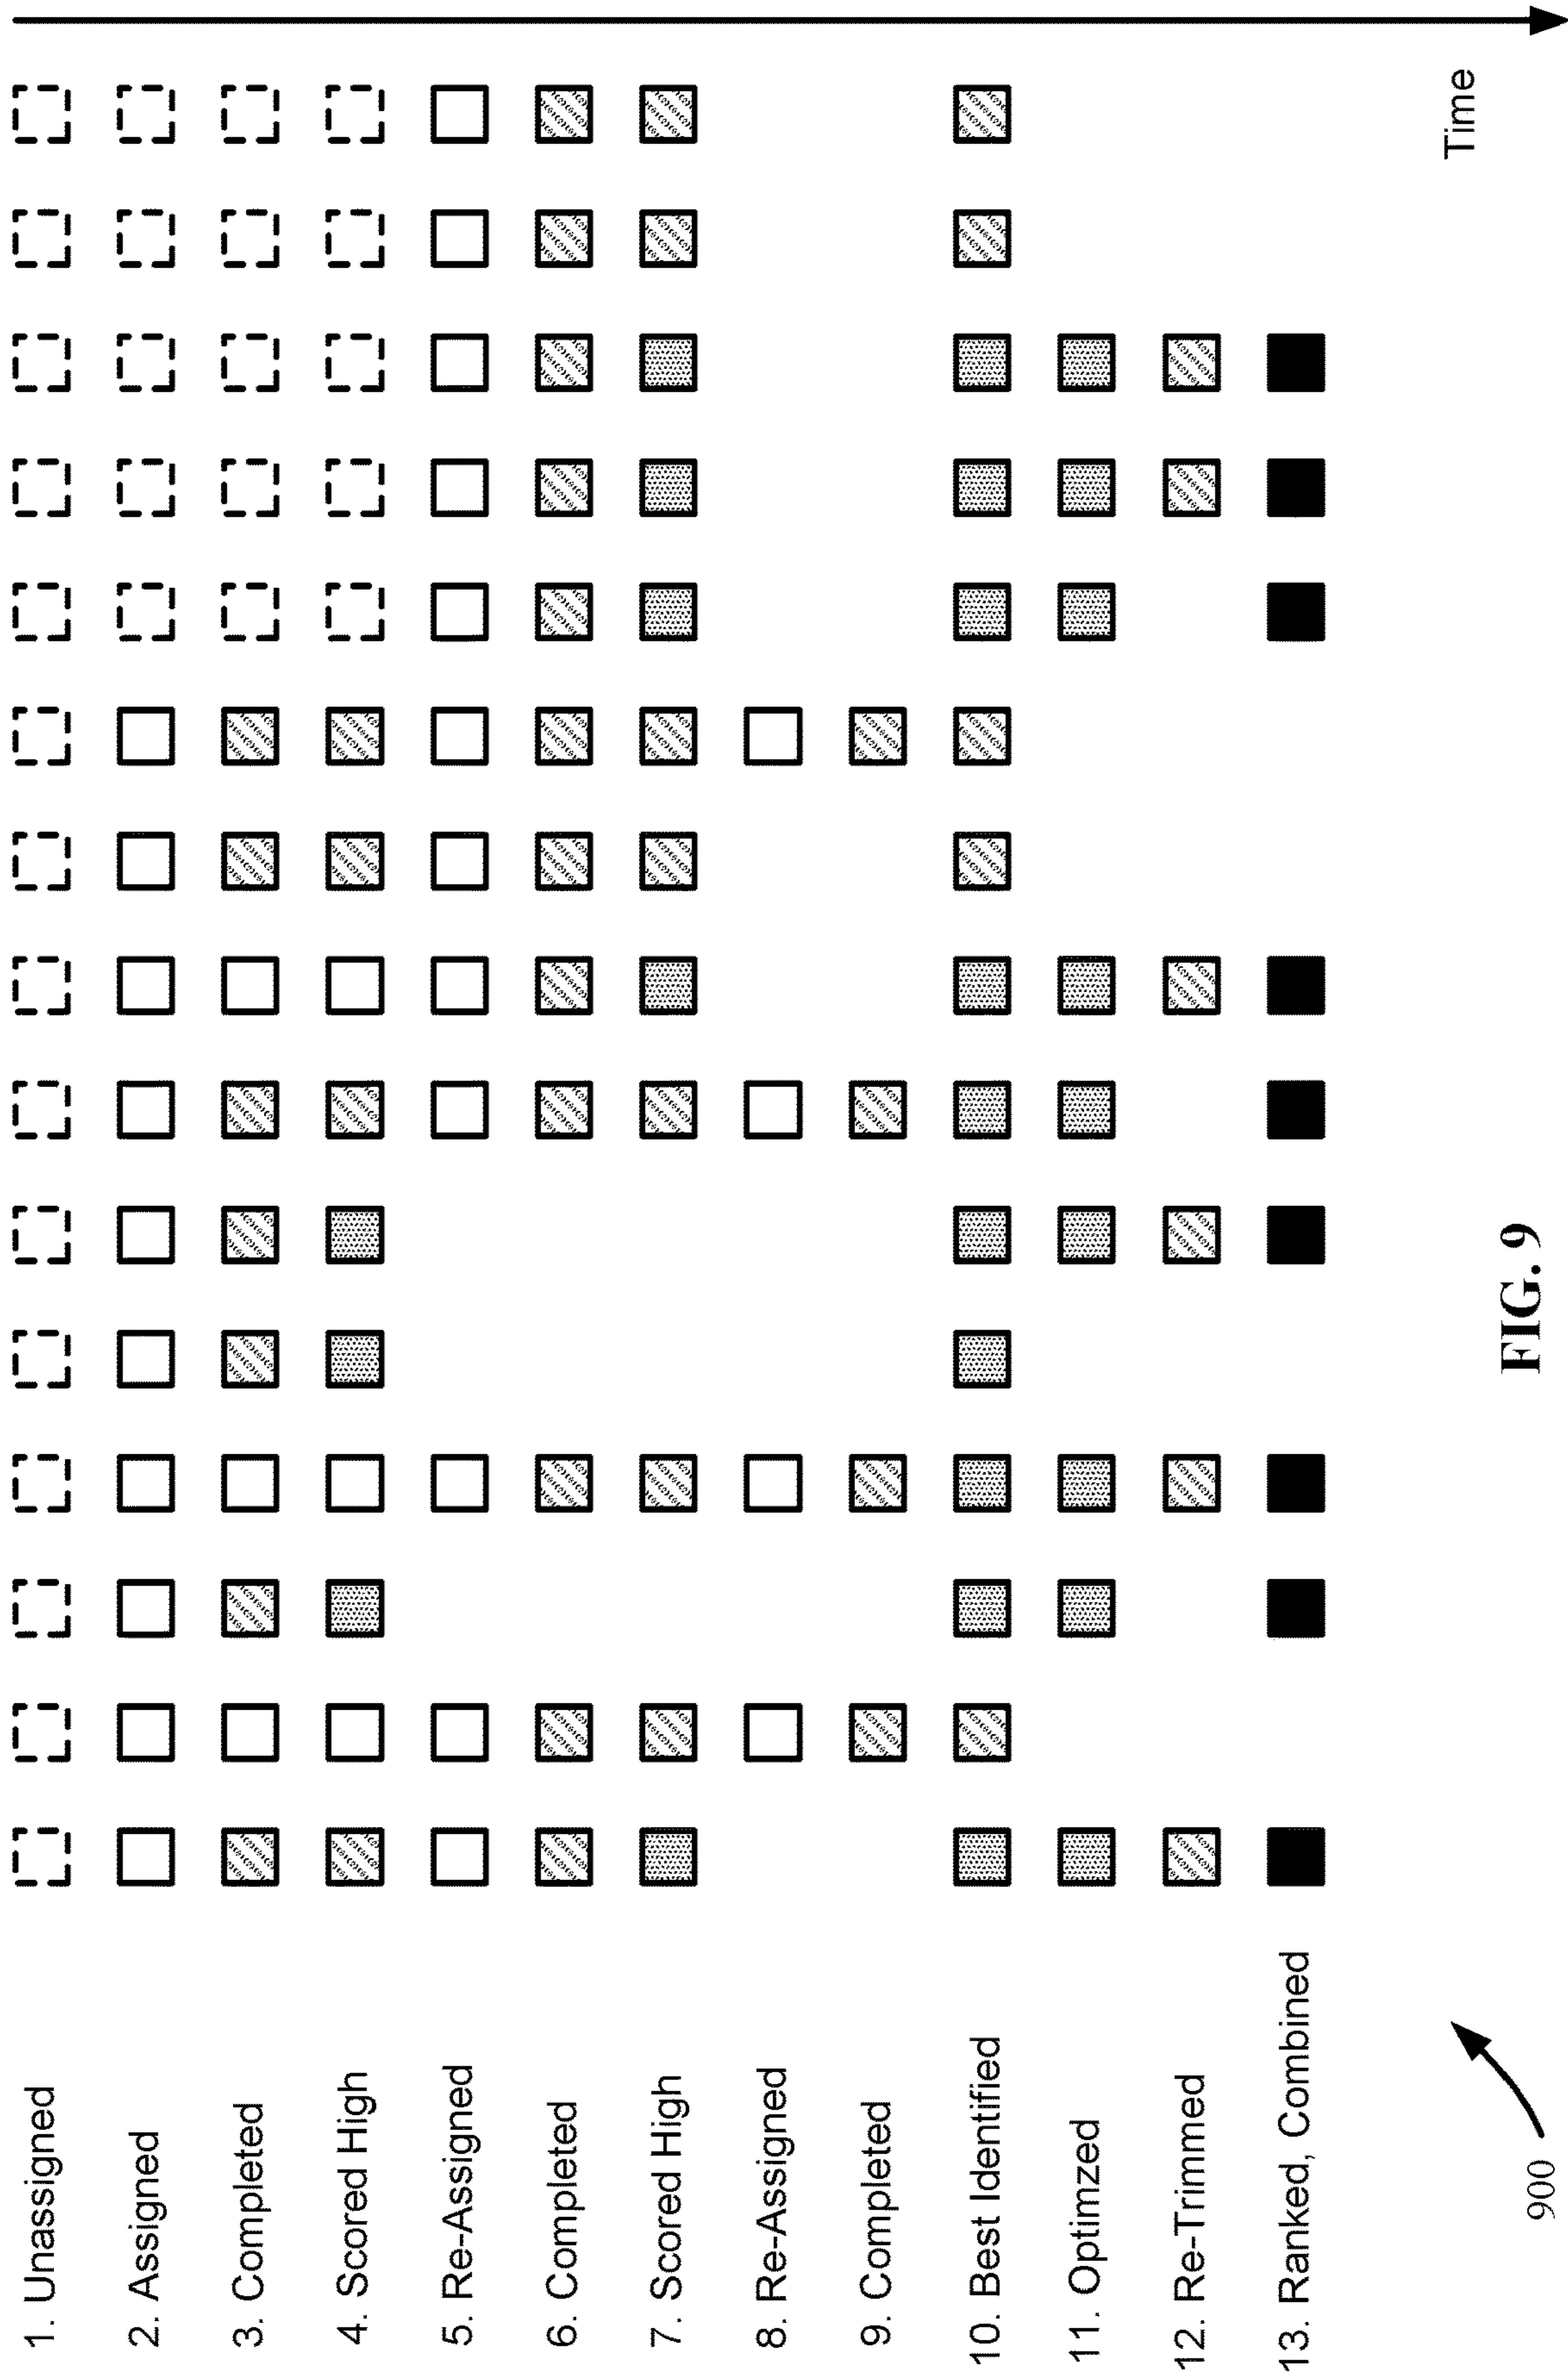 1. Unassigned
2. Assigned
3. Completed
4. Scored High
5. Re-Assigned
6. Completed
7. Scored High
8. Re-Assigned
9. Completed
10. Best Identified
11. Optimzed
12. Re-Trimmed
13. Ranked, Combined
Time
900
FIG. 9